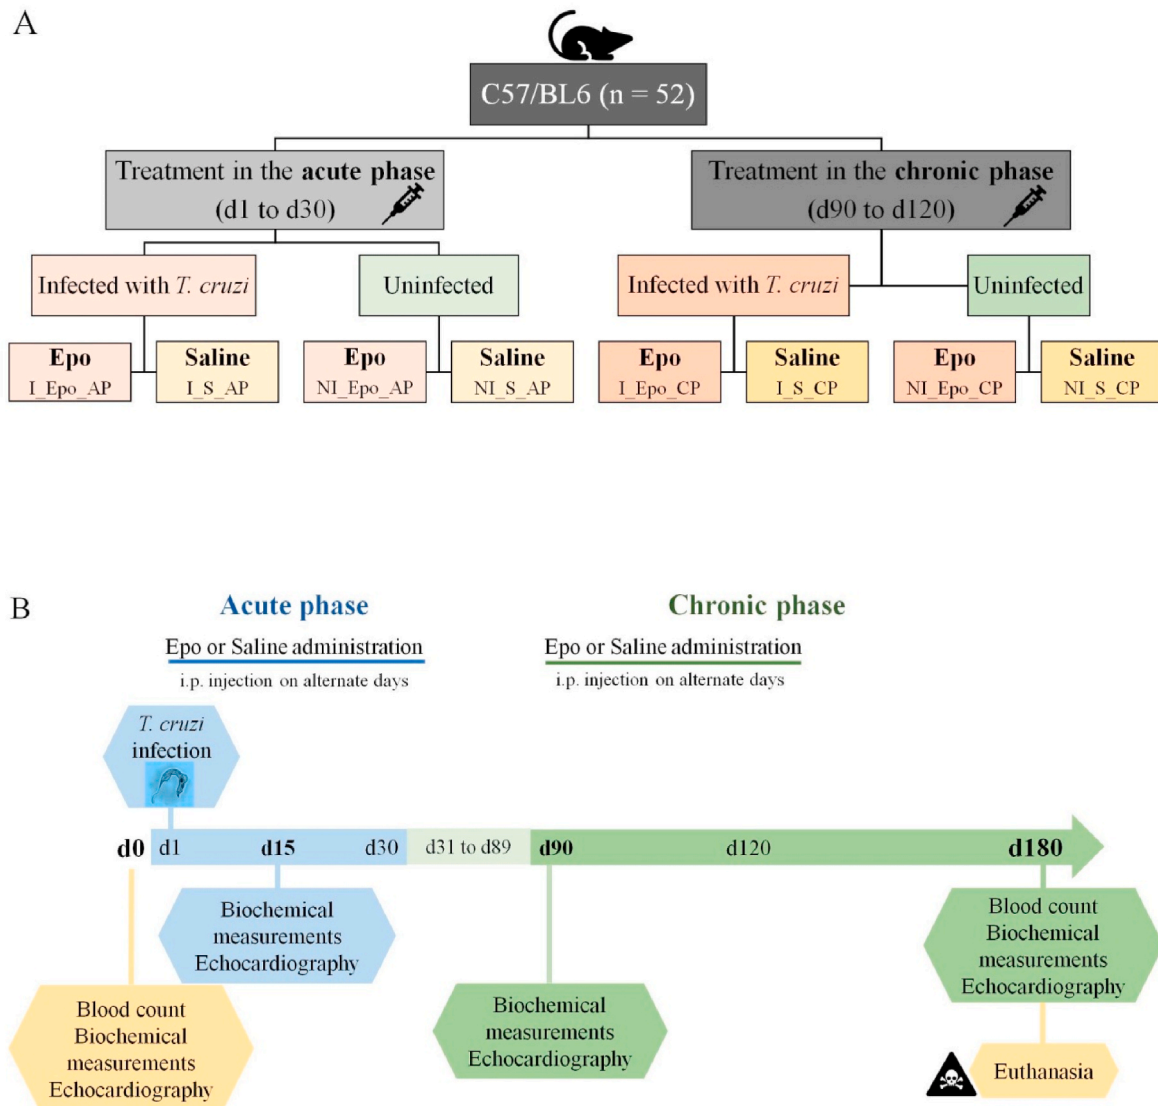 A
C57/BL6 (n = 52)
Treatment in the acute phase
(d1 to d30)
Treatment in the chronic phase
(d90 to d120)
Infected with T. cruzi
Uninfected
Infected with T. cruzi
Uninfected
Epo
I_Epo_AP
Saline
I_S_AP
Epo
NI_Epo_AP
Saline
NI_S_AP
Epo
I_Epo_CP
Saline
I_S_CP
Epo
NI_Epo_CP
Saline
NI_S_CP
B
Acute phase
Epo or Saline administration
i.p. injection on alternate days
Chronic phase
Epo or Saline administration
i.p. injection on alternate days
T. cruzi
infection
d0
d1
d15
d30
d31 to d89
d90
d120
d180
Biochemical
measurements
Echocardiography
Blood count
Biochemical
measurements
Echocardiography
Blood count
Biochemical
measurements
Echocardiography
Biochemical
measurements
Echocardiography
Euthanasia